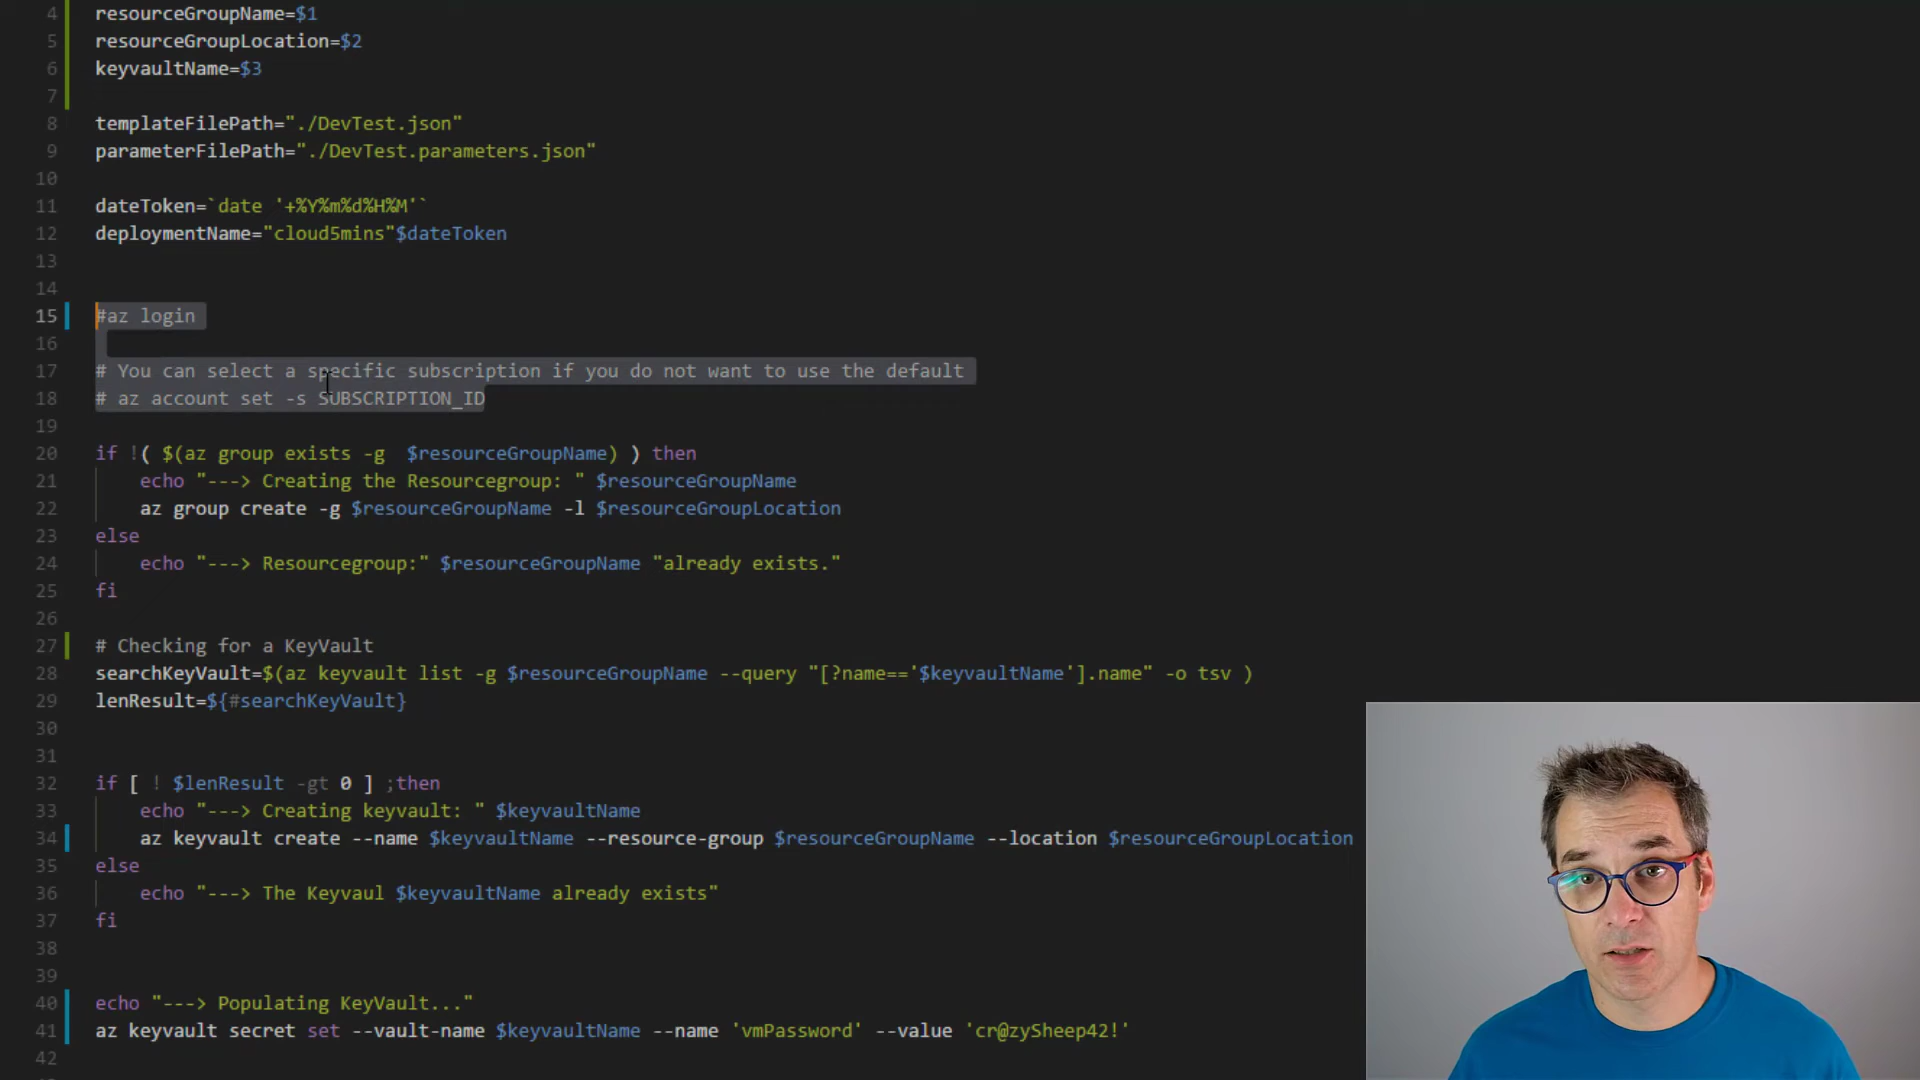 4 resourceGroupName=$1
5 resourceGroupLocation=$2
6 keyvaultName=$3
7
8 templateFilePath="./DevTest.json"
9 parameterFilePath="./DevTest.parameters.json"
10
11 dateToken=`date '+%Y%m%d%H%M'`
12 deploymentName="cloud5mins"$dateToken
13
14
15 #az login
16
17 # You can select a specific subscription if you do not want to use the default
18 # az account set -s SUBSCRIPTION_ID
19
20 if !( $(az group exists -g  $resourceGroupName) ) then
21 echo "---> Creating the Resourcegroup: " $resourceGroupName
22 az group create -g $resourceGroupName -l $resourceGroupLocation
23 else
24 echo "---> Resourcegroup:" $resourceGroupName "already exists."
25 fi
26
27 # Checking for a KeyVault
28 searchKeyVault=$(az keyvault list -g $resourceGroupName --query "[?name=='$keyvaultName'].name" -o tsv )
29 lenResult=${#searchKeyVault}
30
31
32 if [ ! $lenResult -gt 0 ] ;then
33 echo "---> Creating keyvault: " $keyvaultName
34 az keyvault create --name $keyvaultName --resource-group $resourceGroupName --location $resourceGroupLocation
35 else
36 echo "---> The Keyvaul $keyvaultName already exists"
37 fi
38
39
40 echo "---> Populating KeyVault..."
41 az keyvault secret set --vault-name $keyvaultName --name 'vmPassword' --value 'cr@zySheep42!'
42